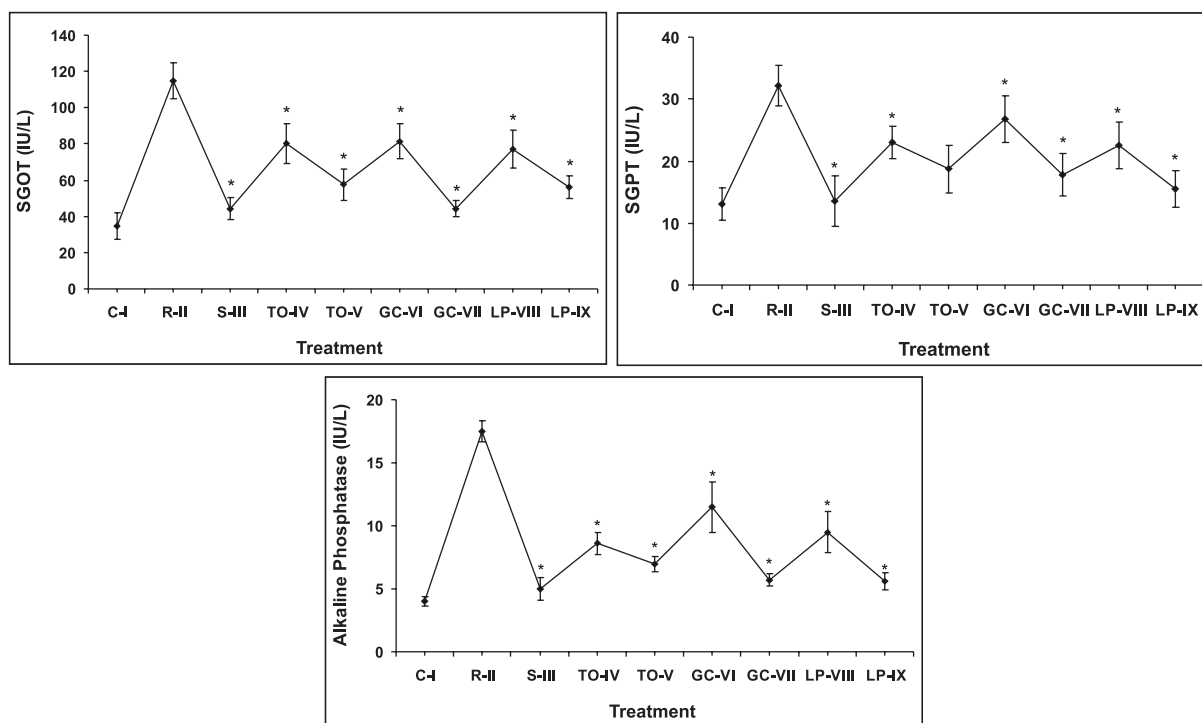 140
120
100
80
60
40
20
0
SGOT (IU/L)
* * * * * * *
C-I R-II S-III TO-IV TO-V GC-VI GC-VII LP-VIII LP-IX
Treatment
40
30
20
10
0
SGPT (IU/L)
* * * * * *
C-I R-II S-III TO-IV TO-V GC-VI GC-VII LP-VIII LP-IX
Treatment
20
15
10
5
0
Alkaline Phosphatase (IU/L)
* * * * * * *
C-I R-II S-III TO-IV TO-V GC-VI GC-VII LP-VIII LP-IX
Treatment